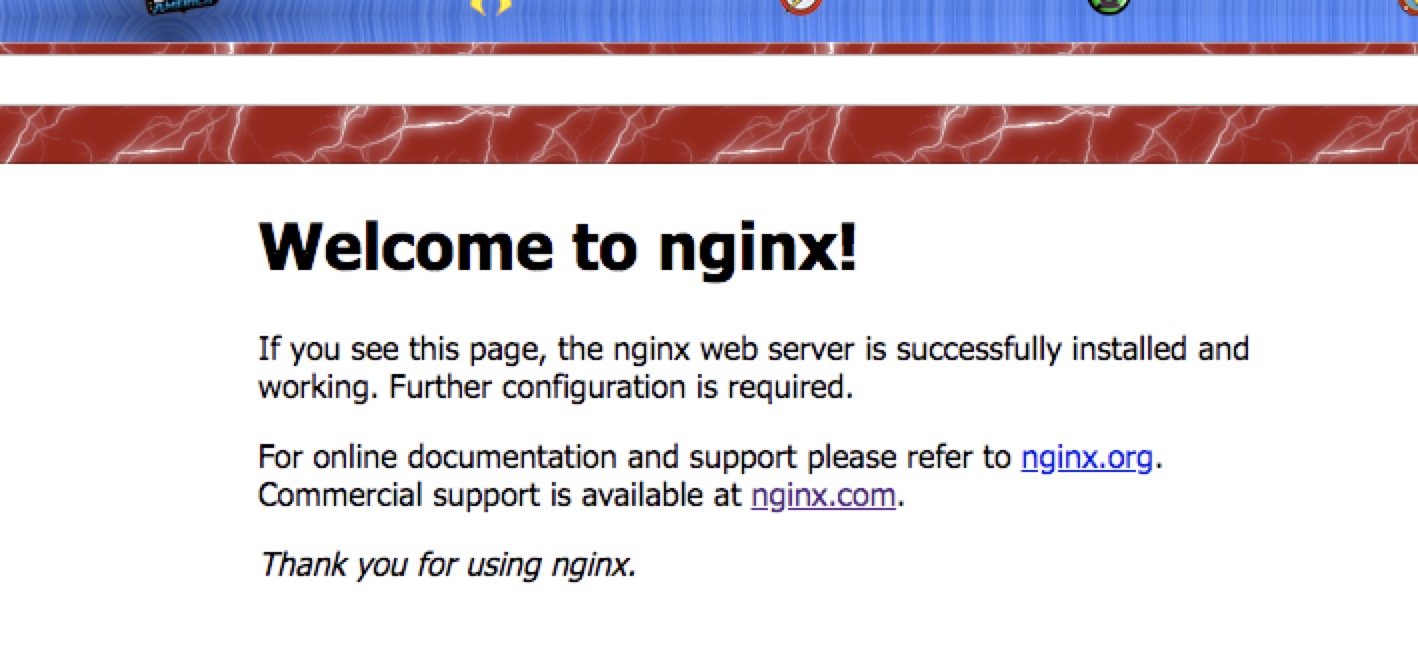 Welcome to nginx!
If you see this page, the nginx web server is successfully installed and
working. Further configuration is required.
For online documentation and support please refer to nginx.org.
Commercial support is available at nginx.com.
Thank you for using nginx.